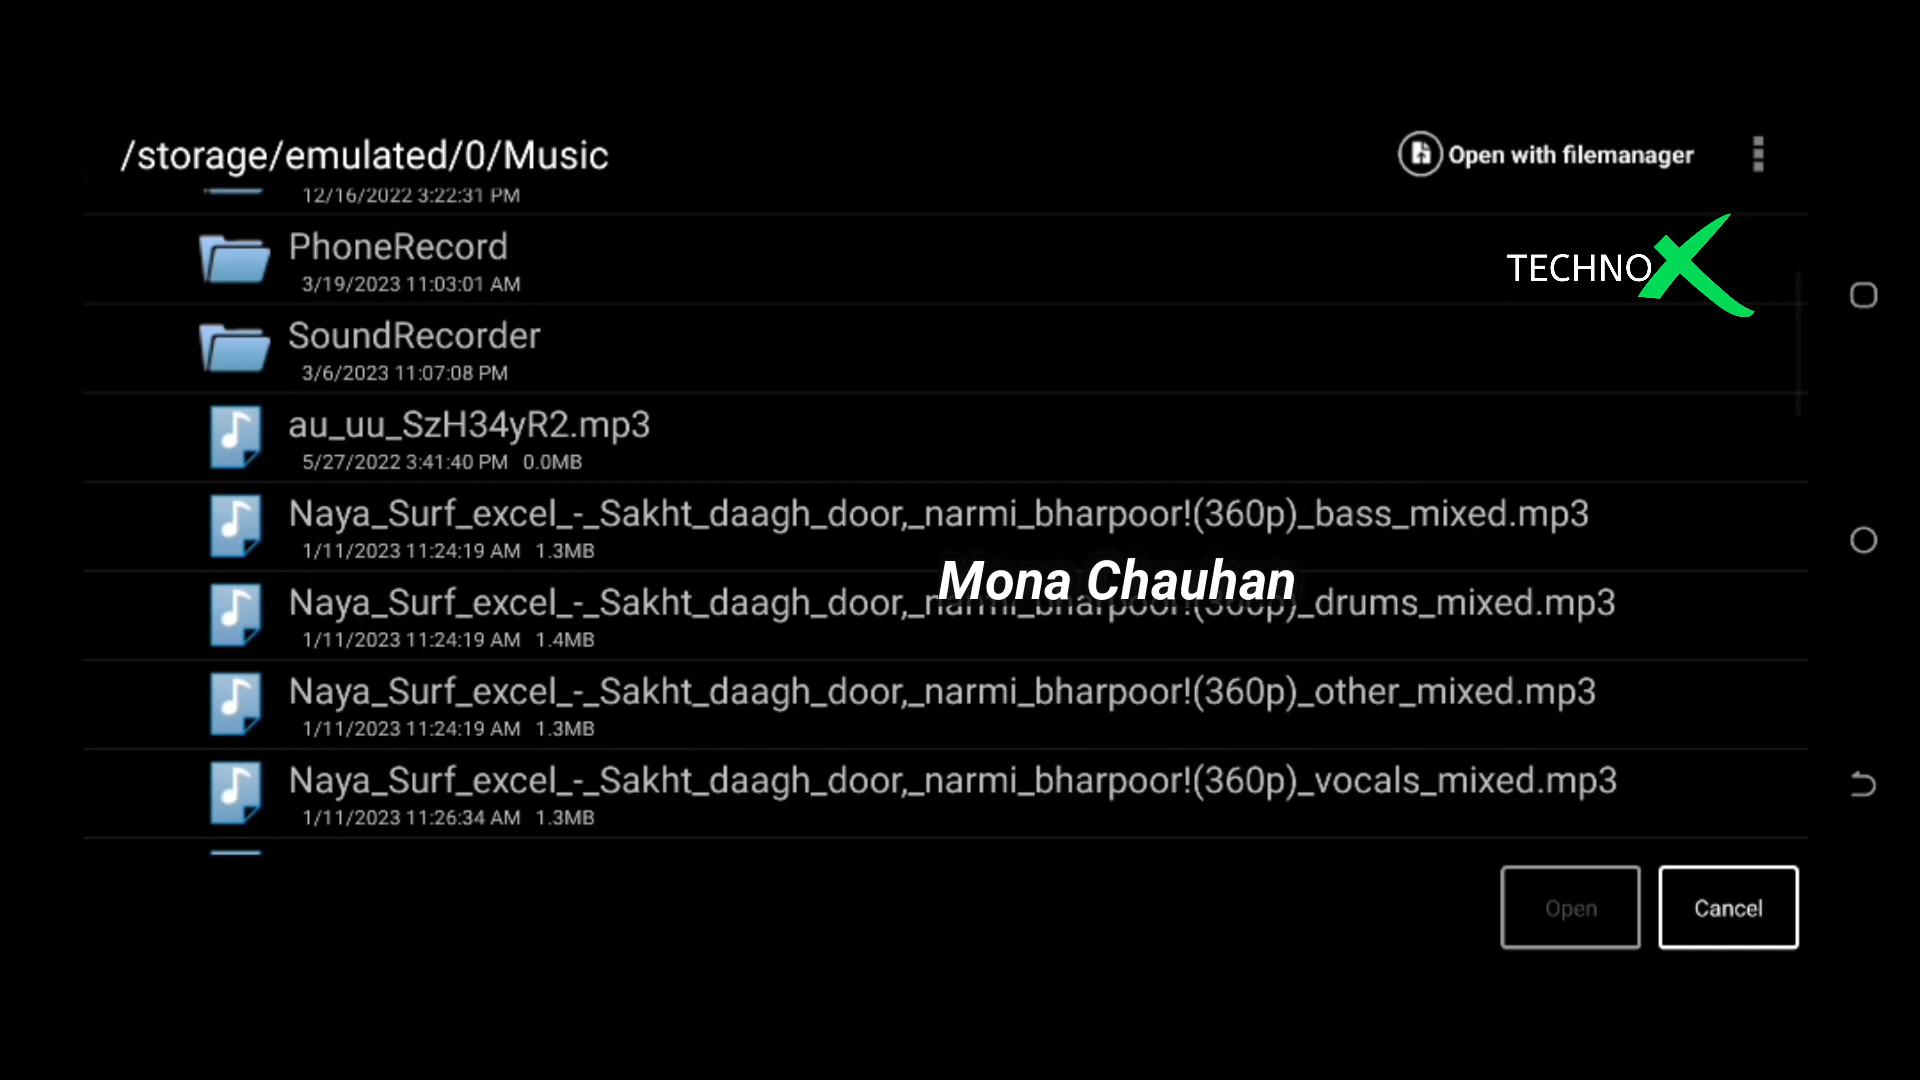 /storage/emulated/0/Music
Open with filemanager
12/16/2022 3:22:31 PM
PhoneRecord
3/19/2023 11:03:01 AM
TECHNOX
SoundRecorder
3/6/2023 11:07:08 PM
au_uu_SzH34yR2.mp3
5/27/2022 3:41:40 PM 0.0MB
Naya_Surf_excel_-_Sakht_daagh_door,_narmi_bharpoor!(360p)_bass_mixed.mp3
1/11/2023 11:24:19 AM 1.3MB
Mona Chauhan
Naya_Surf_excel_-_Sakht_daagh_door,_narmi_bharpoor!(360p)_drums_mixed.mp3
1/11/2023 11:24:19 AM 1.4MB
Naya_Surf_excel_-_Sakht_daagh_door,_narmi_bharpoor!(360p)_other_mixed.mp3
1/11/2023 11:24:19 AM 1.3MB
Naya_Surf_excel_-_Sakht_daagh_door,_narmi_bharpoor!(360p)_vocals_mixed.mp3
1/11/2023 11:26:34 AM 1.3MB
Open
Cancel